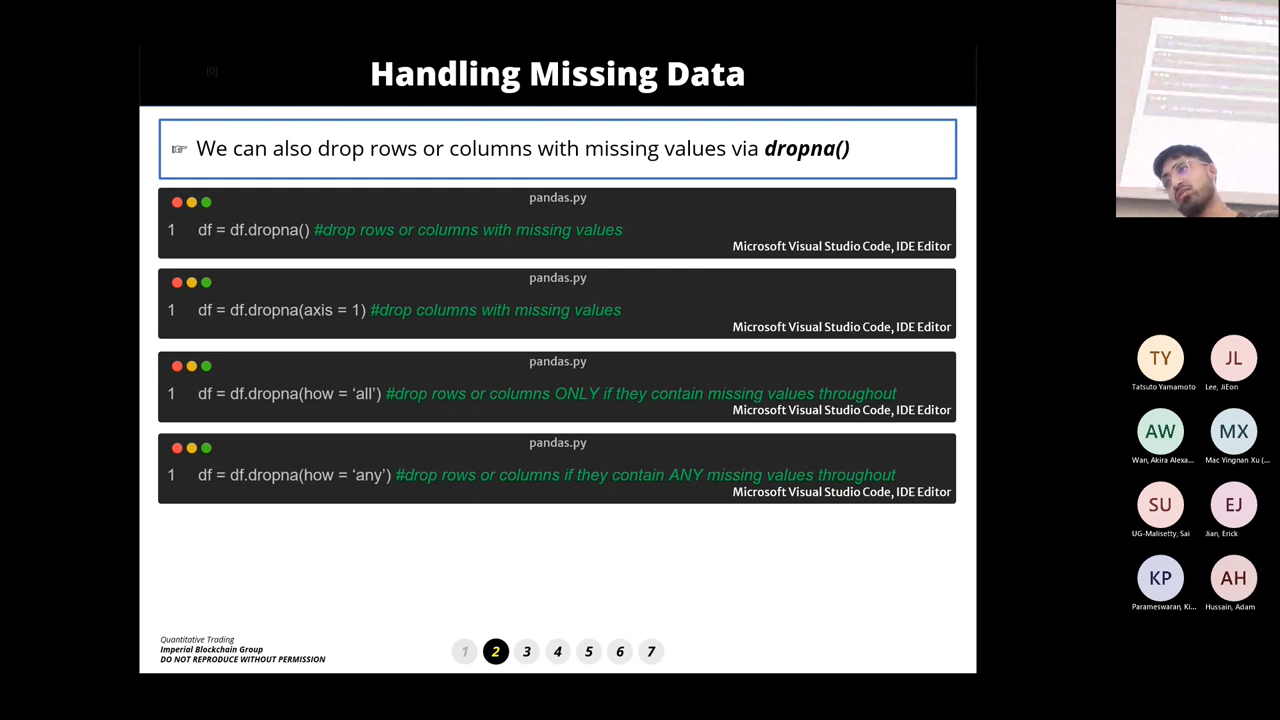 Handling Missing Data
☞ We can also drop rows or columns with missing values via dropna()
pandas.py
1 df = df.dropna() #drop rows or columns with missing values
Microsoft Visual Studio Code, IDE Editor
pandas.py
1 df = df.dropna(axis = 1) #drop columns with missing values
Microsoft Visual Studio Code, IDE Editor
pandas.py
1 df = df.dropna(how = ‘all’) #drop rows or columns ONLY if they contain missing values throughout
Microsoft Visual Studio Code, IDE Editor
pandas.py
1 df = df.dropna(how = ‘any’) #drop rows or columns if they contain ANY missing values throughout
Microsoft Visual Studio Code, IDE Editor
Quantitative Trading
Imperial Blockchain Group
DO NOT REPRODUCE WITHOUT PERMISSION
1 2 3 4 5 6 7
TY JL
Tatsuto Yamamoto Lee, JiEon
AW MX
Wan, Akira Alexa... Mac Yingnan Xu (...
SU EJ
UG-Malisetty, Sai Jian, Erick
KP AH
Parameswaran, Ki... Hussain, Adam